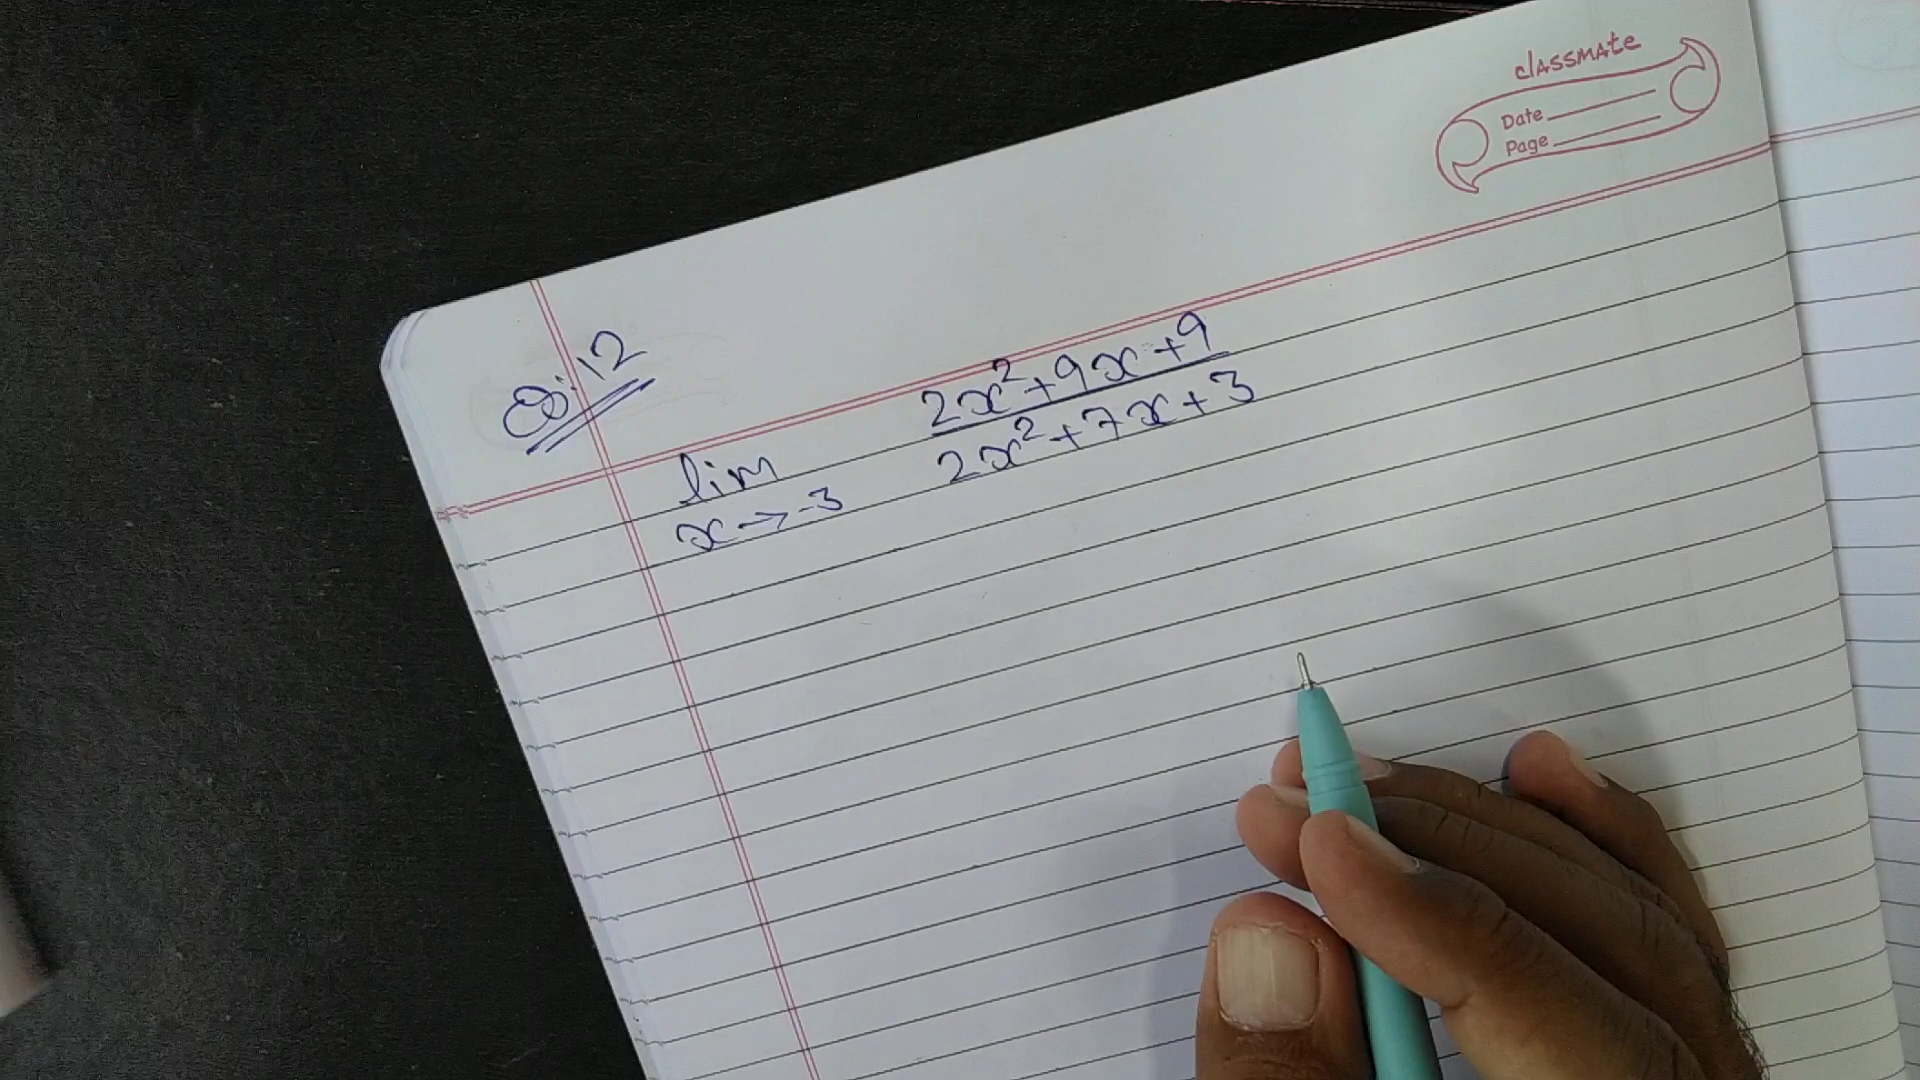 classmate
Date
Page
Q.12
lim x→-3 (2x²+9x+9)/(2x²+7x+3)